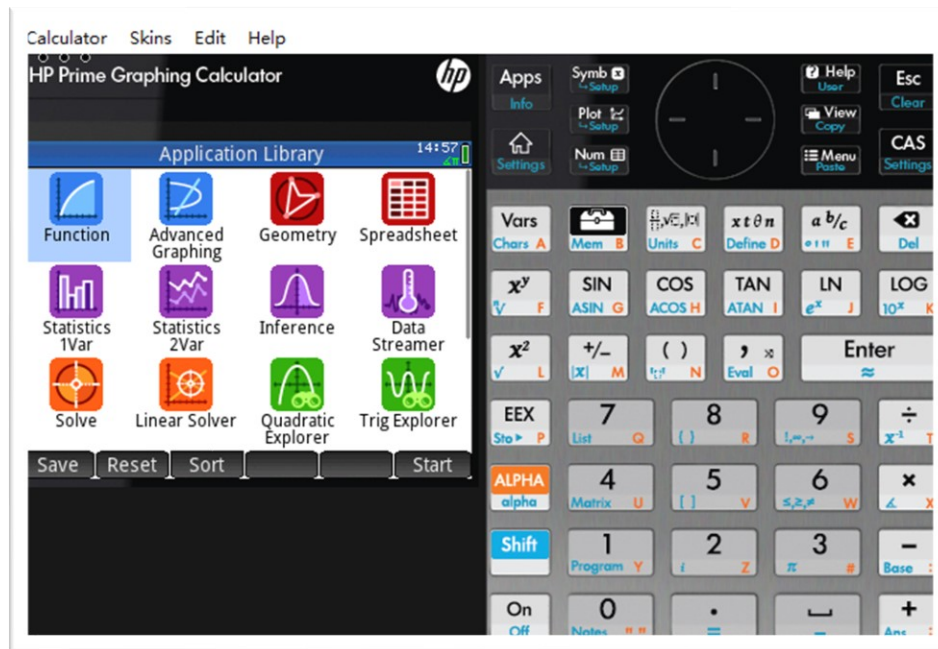 Calculator Skins Edit Help
HP Prime Graphing Calculator
hp
Application Library 14:57
∡π
Function Advanced Graphing Geometry Spreadsheet
Statistics 1Var Statistics 2Var Inference Data Streamer
Solve Linear Solver Quadratic Explorer Trig Explorer
Save Reset Sort Start
Apps Symb Help Esc
Info Setup User Clear
Plot View
Setup Copy
Num Menu CAS
Settings Setup Paste Settings
Vars x t θ n a b/c
Chars A Mem B Units C Define D E Del
xʸ SIN COS TAN LN LOG
ⁿ√ F ASIN G ACOS H ATAN I eˣ J 10ˣ K
x² +/- ( ) , Enter
√ L |x| M N Eval O ≈
EEX 7 8 9 ÷
Sto ▸ P List Q { } R !,∞,→ S x⁻¹ T
ALPHA 4 5 6 ×
alpha Matrix U [ ] V ≤,≥,≠ W ∡ X
Shift 1 2 3 −
Program Y i Z π # Base :
On 0 . +
Off Notes " " = Ans ;